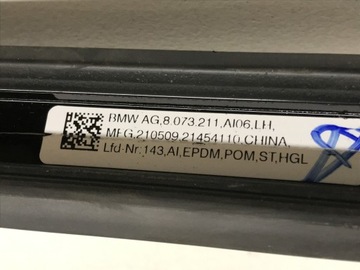 BMW AG,8.073.211,AI06,LH,
MFG,210509,21454110,CHINA,
Lfd-Nr:143,AI,EPDM,POM,ST,HGL